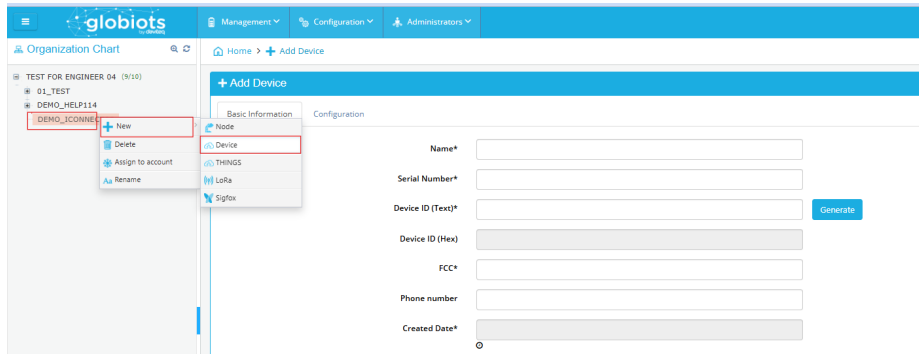 globiots
by daviteq
Management
Configuration
Administrators
Organization Chart
TEST FOR ENGINEER 04 (9/10)
01_TEST
DEMO_HELP114
DEMO_ICONNEC
New
Delete
Assign to account
Aa Rename
Node
Device
THINGS
LoRa
Sigfox
Home > Add Device
Add Device
Basic Information Configuration
Name*
Serial Number*
Device ID (Text)*
Generate
Device ID (Hex)
FCC*
Phone number
Created Date*